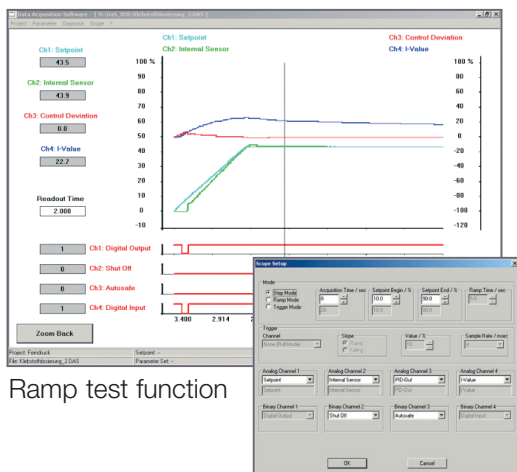 Data Acquisition Software - [ D:\0a5_020\Klebstoffdosierung_2.DAS]
Project Parameter Diagnosis Scope ?
Ch1: Setpoint
43.5
Ch2: Internal Sensor
43.9
Ch3: Control Deviation
0.0
Ch4: I-Value
22.7
Readout Time
2.000
Ch1: Setpoint
Ch2: Internal Sensor
Ch3: Control Deviation
Ch4: I-Value
100 %
90
80
70
60
50
40
30
20
10
0
-10
100 %
80
60
40
20
0
-20
-40
-60
-80
-100
-120
1 Ch1: Digital Output
0 Ch2: Shut Off
0 Ch3: Autosafe
1 Ch4: Digital Input
3.400 2.914
Zoom Back
Project: Feindruck
Setpoint: --
File: Klebstoffdosierung_2.DAS
Parameter Set: --
Ramp test function
Scope Setup
Mode
Step Mode
Ramp Mode
Trigger Mode
Acquisition Time / sec
8
Setpoint Begin / %
10.0
10.0
Setpoint End / %
90.0
90.0
Ramp Time / sec
Trigger
Channel
None (Roll Mode)
Slope
Rising
Falling
Value / %
Sample Rate / msec
Analog Channel 1
Setpoint
Setpoint
Analog Channel 2
Internal Sensor
Internal Sensor
Analog Channel 3
PID-Out
PID-Out
Analog Channel 4
I-Value
I-Value
Binary Channel 1
Digital Output
Binary Channel 2
Shut Off
Binary Channel 3
Autosafe
Binary Channel 4
Digital Input
OK
Cancel